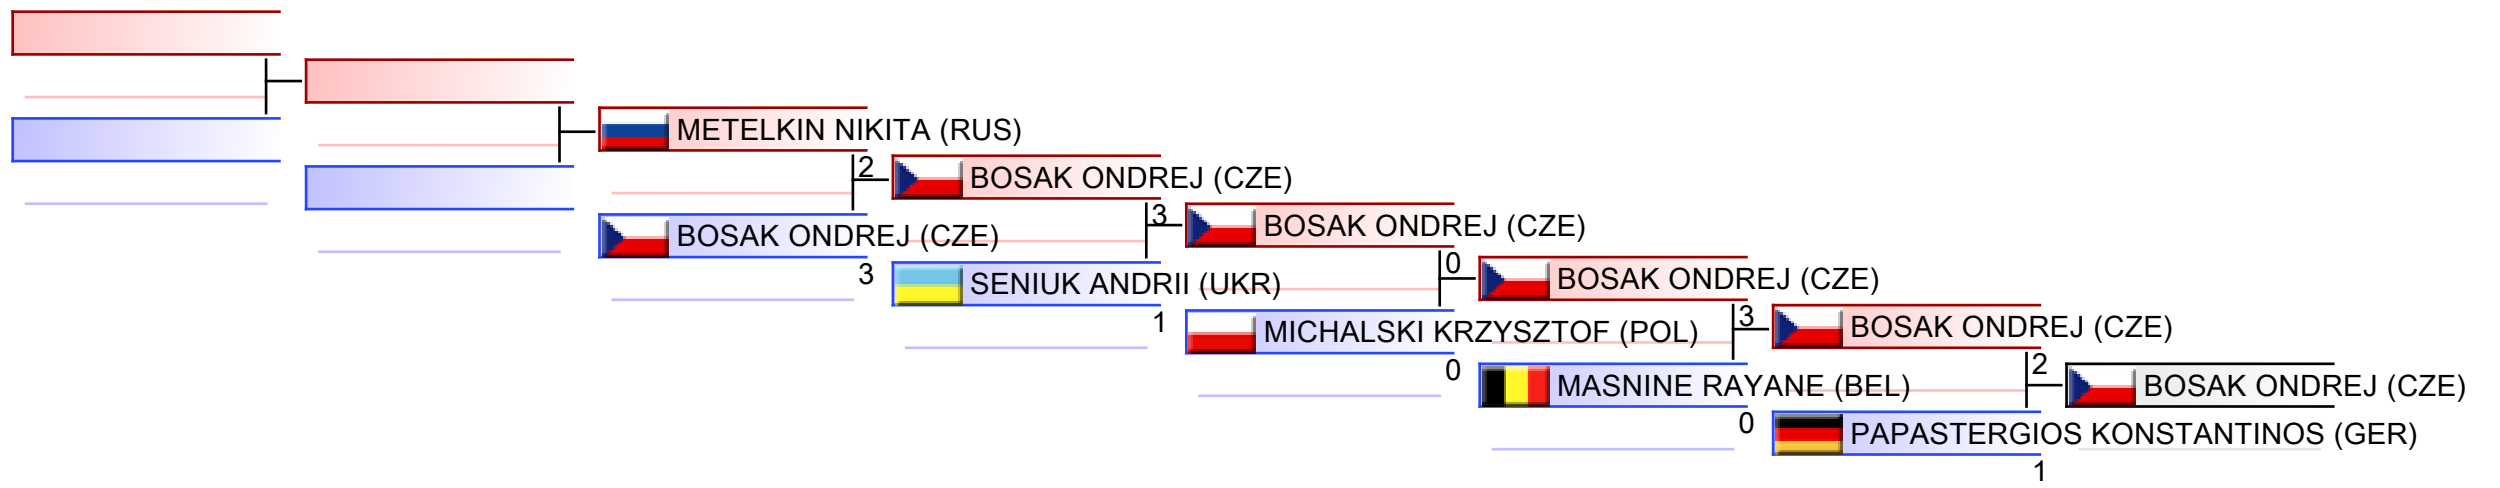 METELKIN NIKITA (RUS)
2
BOSAK ONDREJ (CZE)
3
BOSAK ONDREJ (CZE)
3
SENIUK ANDRII (UKR)
1
BOSAK ONDREJ (CZE)
0
MICHALSKI KRZYSZTOF (POL)
0
BOSAK ONDREJ (CZE)
3
MASNINE RAYANE (BEL)
0
BOSAK ONDREJ (CZE)
2
PAPASTERGIOS KONSTANTINOS (GER)
1
BOSAK ONDREJ (CZE)